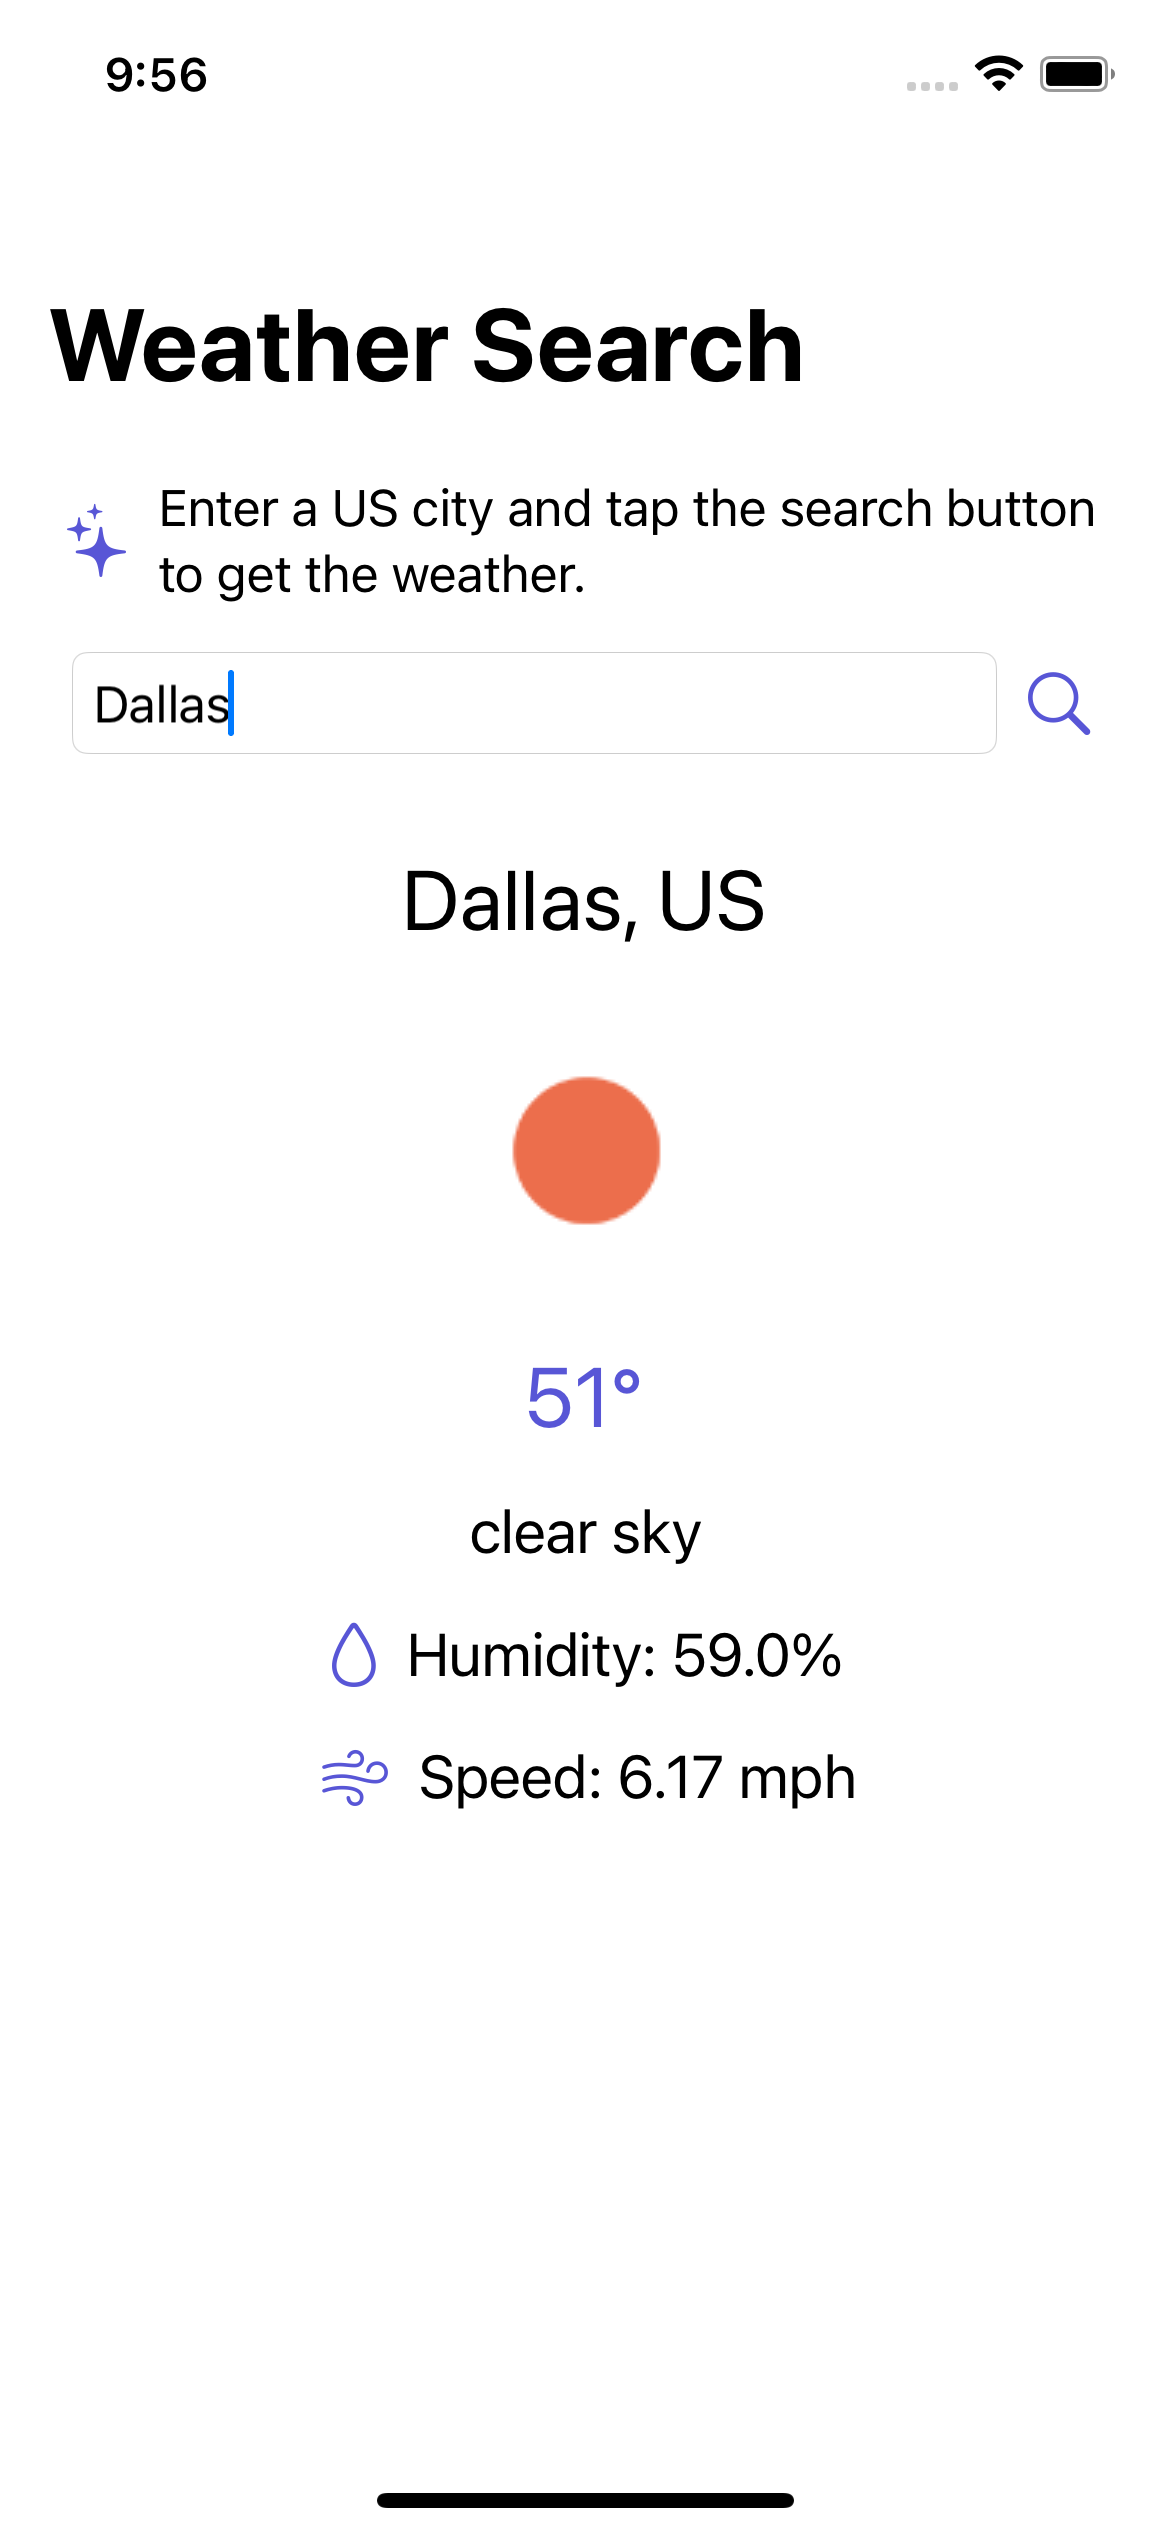 9:56
Weather Search
Enter a US city and tap the search button
to get the weather.
Dallas
Dallas, US
51°
clear sky
Humidity: 59.0%
Speed: 6.17 mph